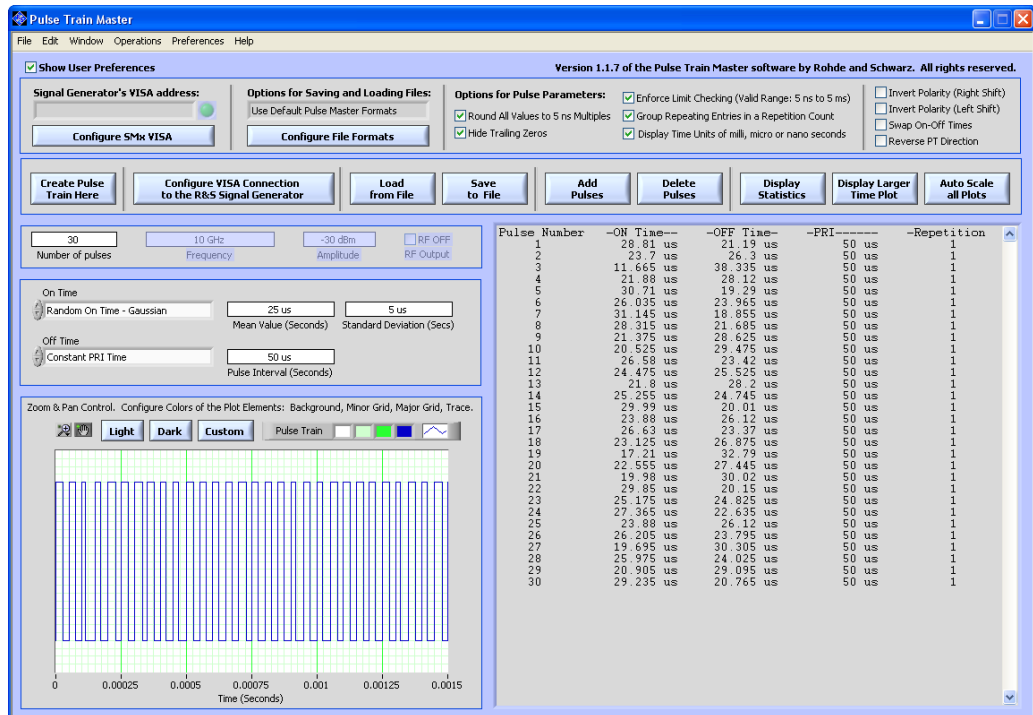 Pulse Train Master
File Edit Window Operations Preferences Help
Show User Preferences
Version 1.1.7 of the Pulse Train Master software by Rohde and Schwarz. All rights reserved.
Signal Generator's VISA address:
Configure SMx VISA
Options for Saving and Loading Files:
Use Default Pulse Master Formats
Configure File Formats
Options for Pulse Parameters:
Round All Values to 5 ns Multiples
Hide Trailing Zeros
Enforce Limit Checking (Valid Range: 5 ns to 5 ms)
Group Repeating Entries in a Repetition Count
Display Time Units of milli, micro or nano seconds
Invert Polarity (Right Shift)
Invert Polarity (Left Shift)
Swap On-Off Times
Reverse PT Direction
Create Pulse
Train Here
Configure VISA Connection
to the R&S Signal Generator
Load
from File
Save
to File
Add
Pulses
Delete
Pulses
Display
Statistics
Display Larger
Time Plot
Auto Scale
all Plots
30
Number of pulses
10 GHz
Frequency
-30 dBm
Amplitude
RF OFF
RF Output
On Time
Random On Time - Gaussian
25 us
Mean Value (Seconds)
5 us
Standard Deviation (Secs)
Off Time
Constant PRI Time
50 us
Pulse Interval (Seconds)
Zoom & Pan Control. Configure Colors of the Plot Elements: Background, Minor Grid, Major Grid, Trace.
Light Dark Custom Pulse Train
0 0.00025 0.0005 0.00075 0.001 0.00125 0.0015
Time (Seconds)
Pulse Number -ON Time-- -OFF Time- -PRI------ -Repetition
1 28.81 us 21.19 us 50 us 1
2 23.7 us 26.3 us 50 us 1
3 11.665 us 38.335 us 50 us 1
4 21.88 us 28.12 us 50 us 1
5 30.71 us 19.29 us 50 us 1
6 26.035 us 23.965 us 50 us 1
7 31.145 us 18.855 us 50 us 1
8 28.315 us 21.685 us 50 us 1
9 21.375 us 28.625 us 50 us 1
10 20.525 us 29.475 us 50 us 1
11 26.58 us 23.42 us 50 us 1
12 24.475 us 25.525 us 50 us 1
13 21.8 us 28.2 us 50 us 1
14 25.255 us 24.745 us 50 us 1
15 29.99 us 20.01 us 50 us 1
16 23.88 us 26.12 us 50 us 1
17 26.63 us 23.37 us 50 us 1
18 23.125 us 26.875 us 50 us 1
19 17.21 us 32.79 us 50 us 1
20 22.555 us 27.445 us 50 us 1
21 19.98 us 30.02 us 50 us 1
22 29.85 us 20.15 us 50 us 1
23 25.175 us 24.825 us 50 us 1
24 27.365 us 22.635 us 50 us 1
25 23.88 us 26.12 us 50 us 1
26 26.205 us 23.795 us 50 us 1
27 19.695 us 30.305 us 50 us 1
28 25.975 us 24.025 us 50 us 1
29 20.905 us 29.095 us 50 us 1
30 29.235 us 20.765 us 50 us 1